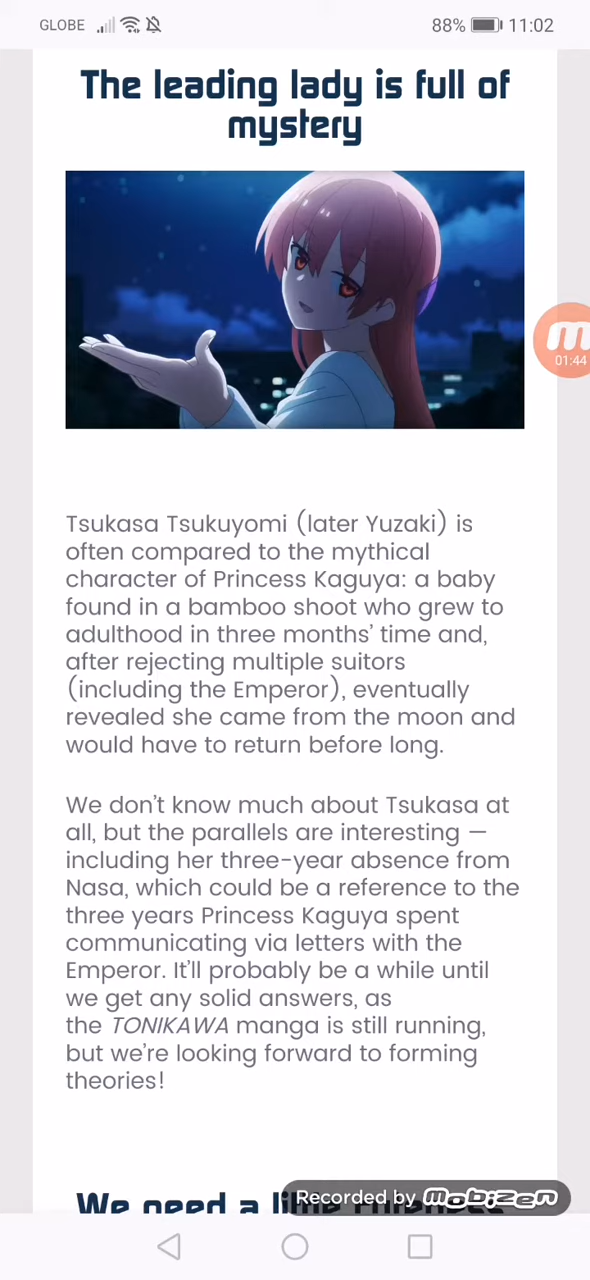 GLOBE 88% 11:02
The leading lady is full of
mystery
01:44
Tsukasa Tsukuyomi (later Yuzaki) is
often compared to the mythical
character of Princess Kaguya: a baby
found in a bamboo shoot who grew to
adulthood in three months’ time and,
after rejecting multiple suitors
(including the Emperor), eventually
revealed she came from the moon and
would have to return before long.
We don’t know much about Tsukasa at
all, but the parallels are interesting —
including her three-year absence from
Nasa, which could be a reference to the
three years Princess Kaguya spent
communicating via letters with the
Emperor. It’ll probably be a while until
we get any solid answers, as
the TONIKAWA manga is still running,
but we’re looking forward to forming
theories!
We need a little
Recorded by Mobizen